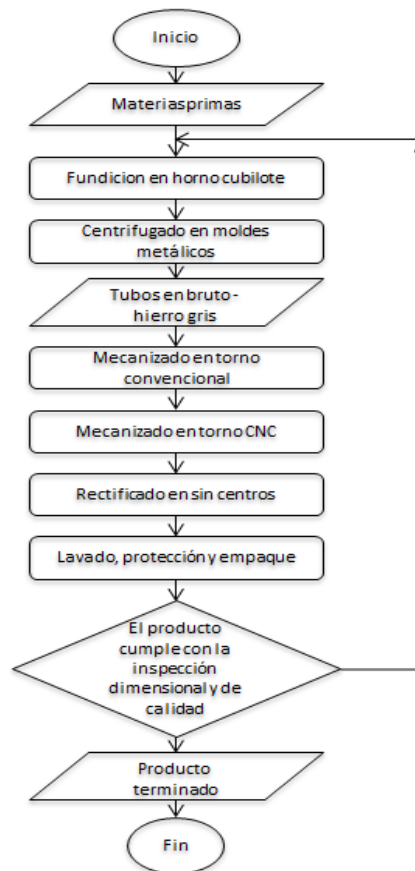 Inicio
Materiasprimas
Fundicion en horno cubilote
Centrifugado en moldes
metálicos
Tubos en bruto -
hierro gris
Mecanizado en torno
convencional
Mecanizado en torno CNC
Rectificado en sin centros
Lavado, protección y empaque
El producto
cumple con la
inspección
dimensional y de
calidad
Producto
terminado
Fin